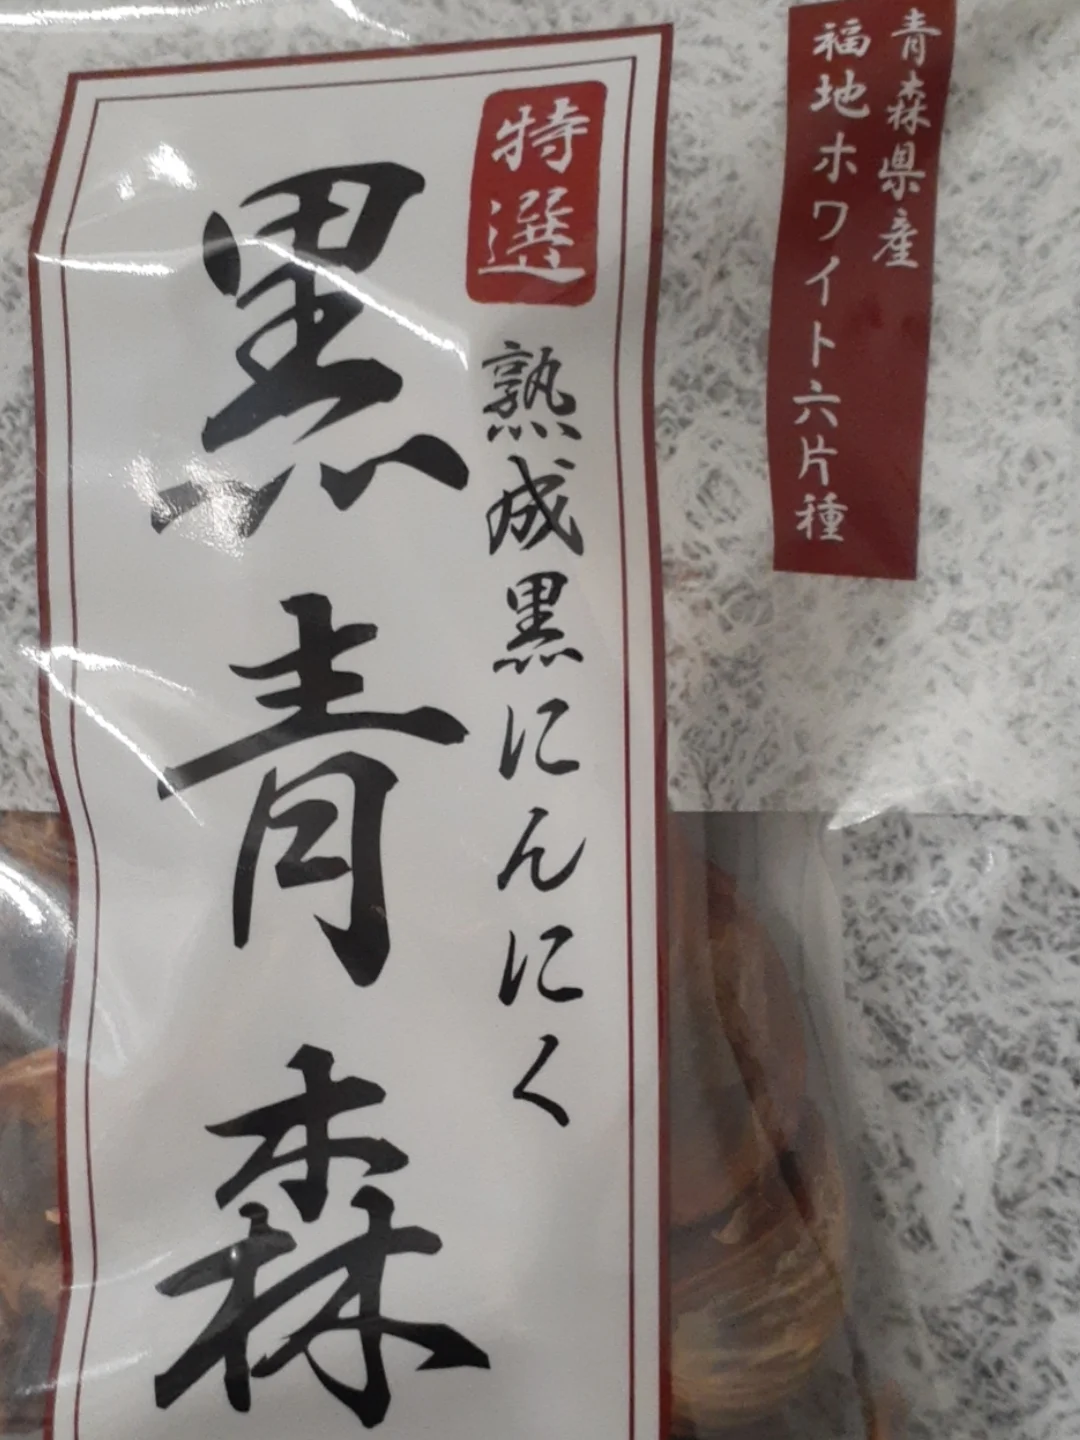 青森県産
福地ホワイト六片種
特選
熟成黒にんにく
黒青森